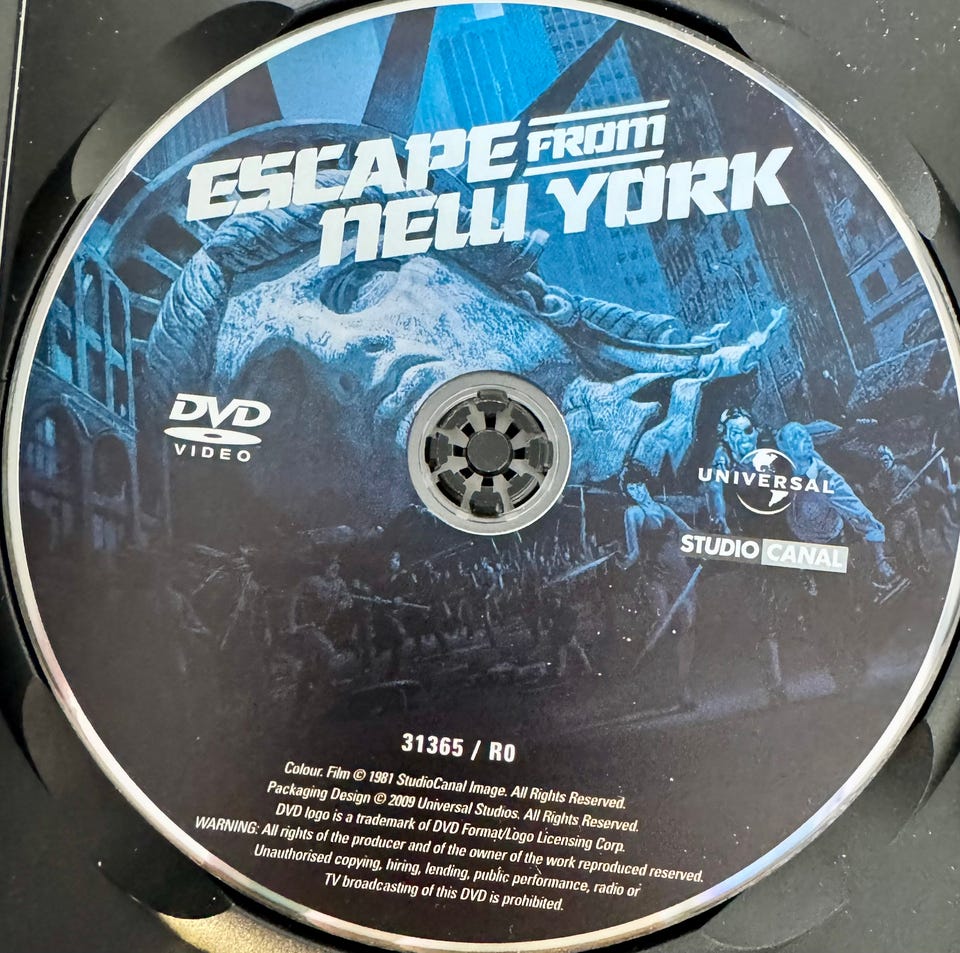 ESCAPE FROM
NEW YORK
DVD
VIDEO
UNIVERSAL
STUDIO CANAL
31365 / R0
Colour. Film © 1981 StudioCanal Image. All Rights Reserved.
Packaging Design © 2009 Universal Studios. All Rights Reserved.
DVD logo is a trademark of DVD Format/Logo Licensing Corp.
WARNING: All rights of the producer and of the owner of the work reproduced reserved.
Unauthorised copying, hiring, lending, public performance, radio or
TV broadcasting of this DVD is prohibited.